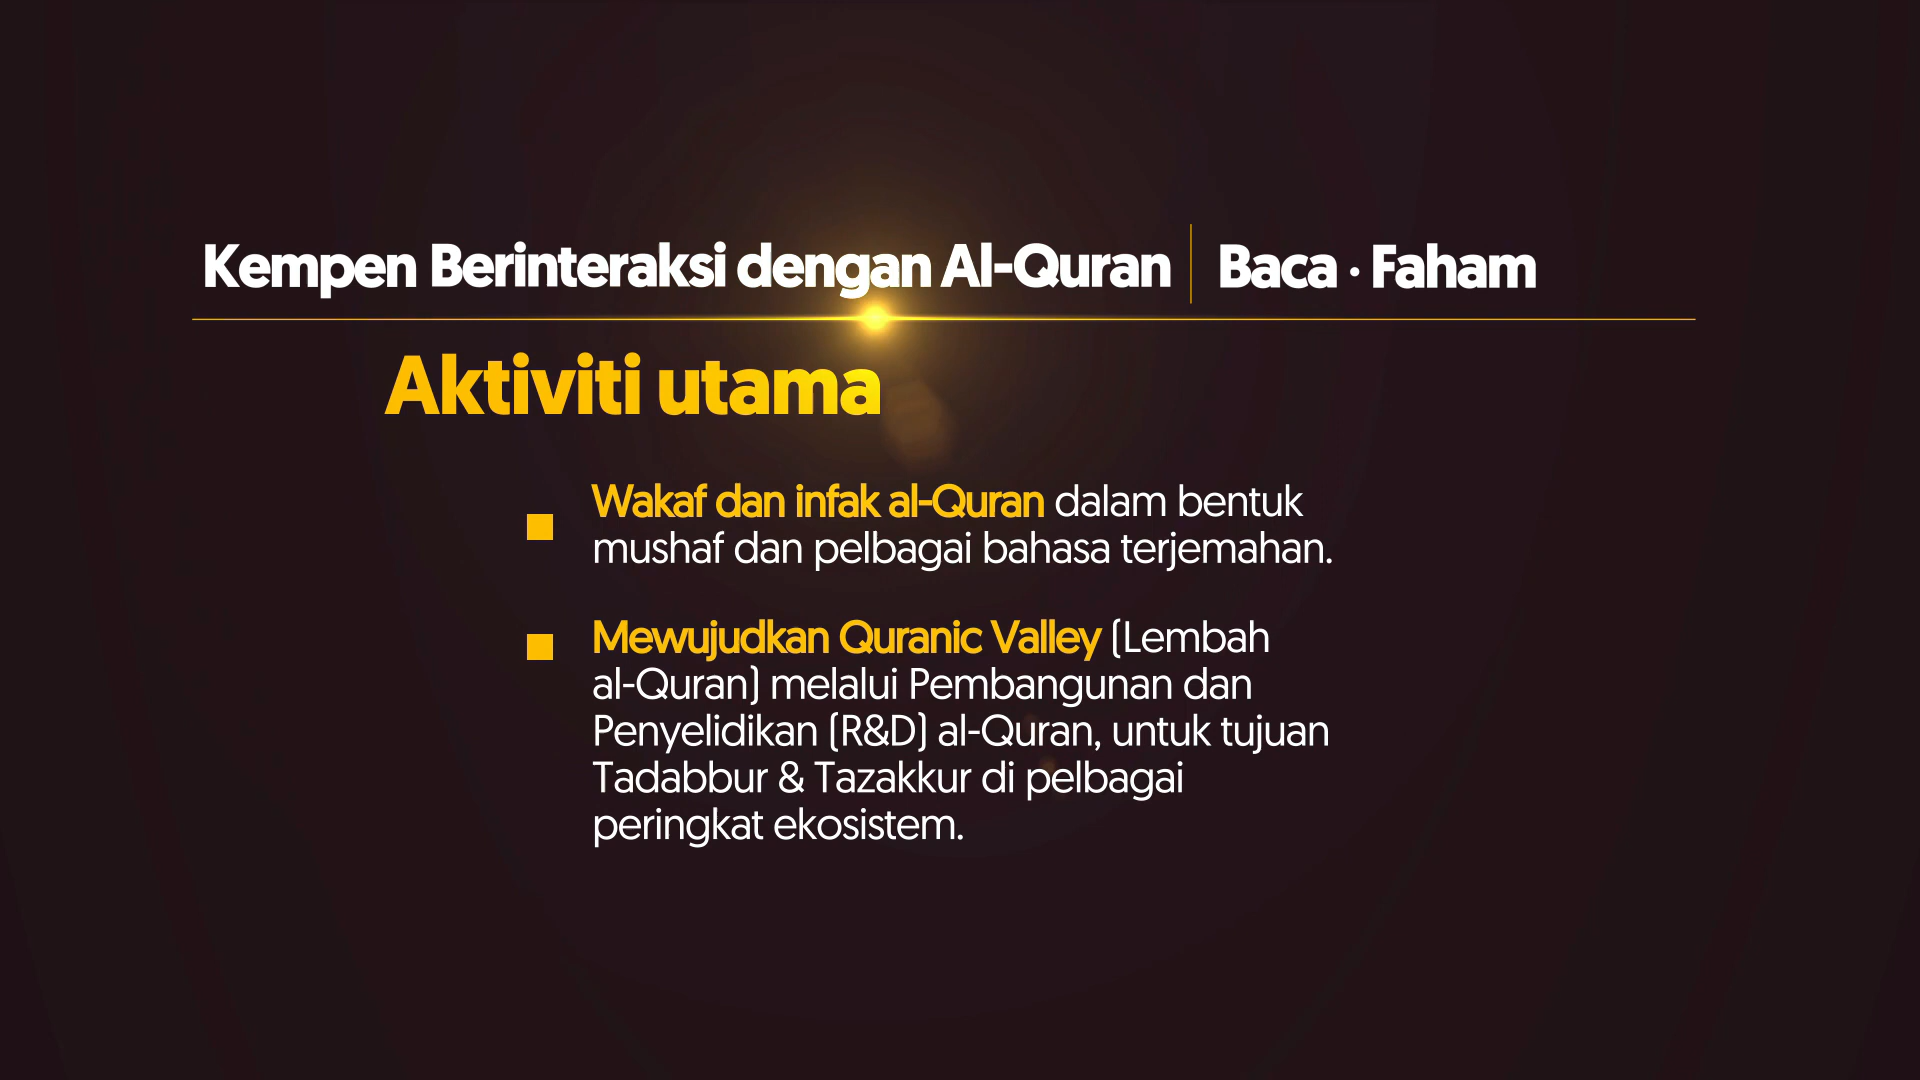 Kempen Berinteraksi dengan Al-Quran Baca · Faham
Aktiviti utama
Wakaf dan infak al-Quran dalam bentuk
mushaf dan pelbagai bahasa terjemahan.
Mewujudkan Quranic Valley (Lembah
al-Quran) melalui Pembangunan dan
Penyelidikan (R&D) al-Quran, untuk tujuan
Tadabbur & Tazakkur di pelbagai
peringkat ekosistem.